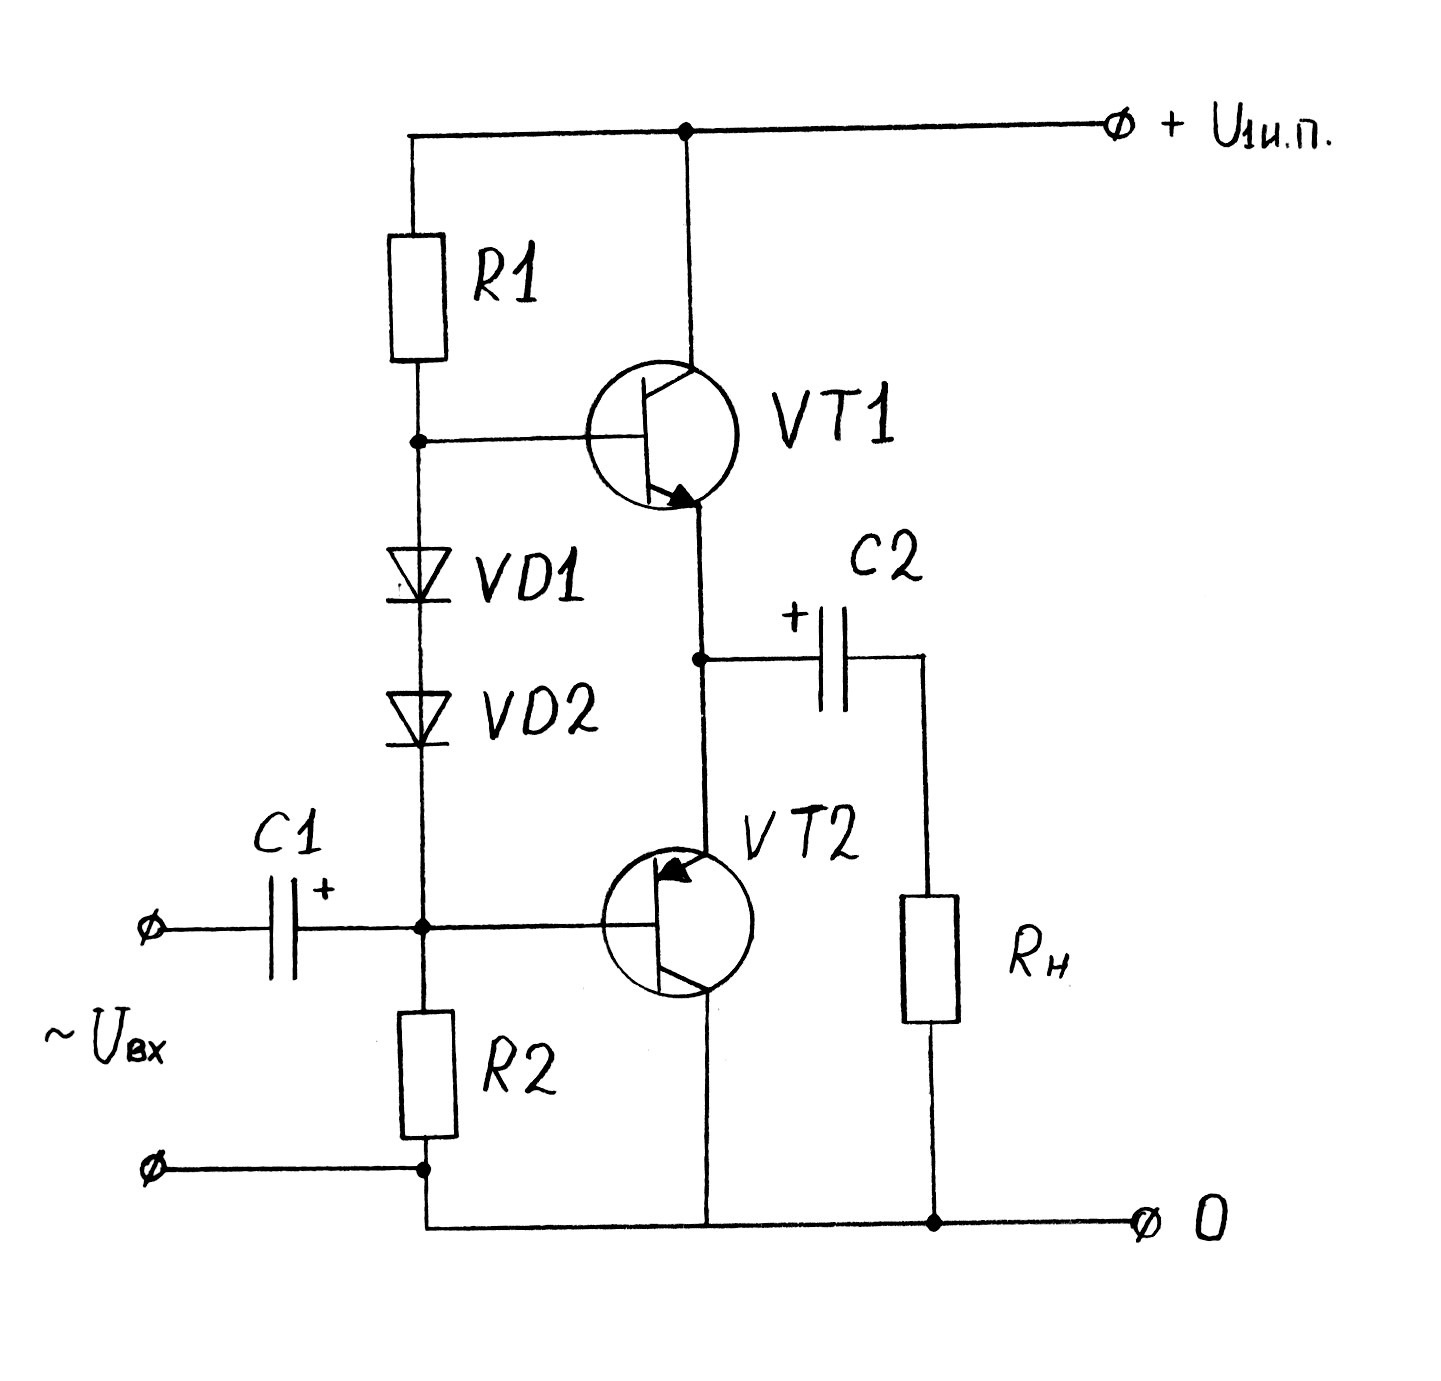 + U1и.п.
R1
VT1
C2
+
VD1
VD2
VT2
C1
+
Rн
~ Uвх
R2
0